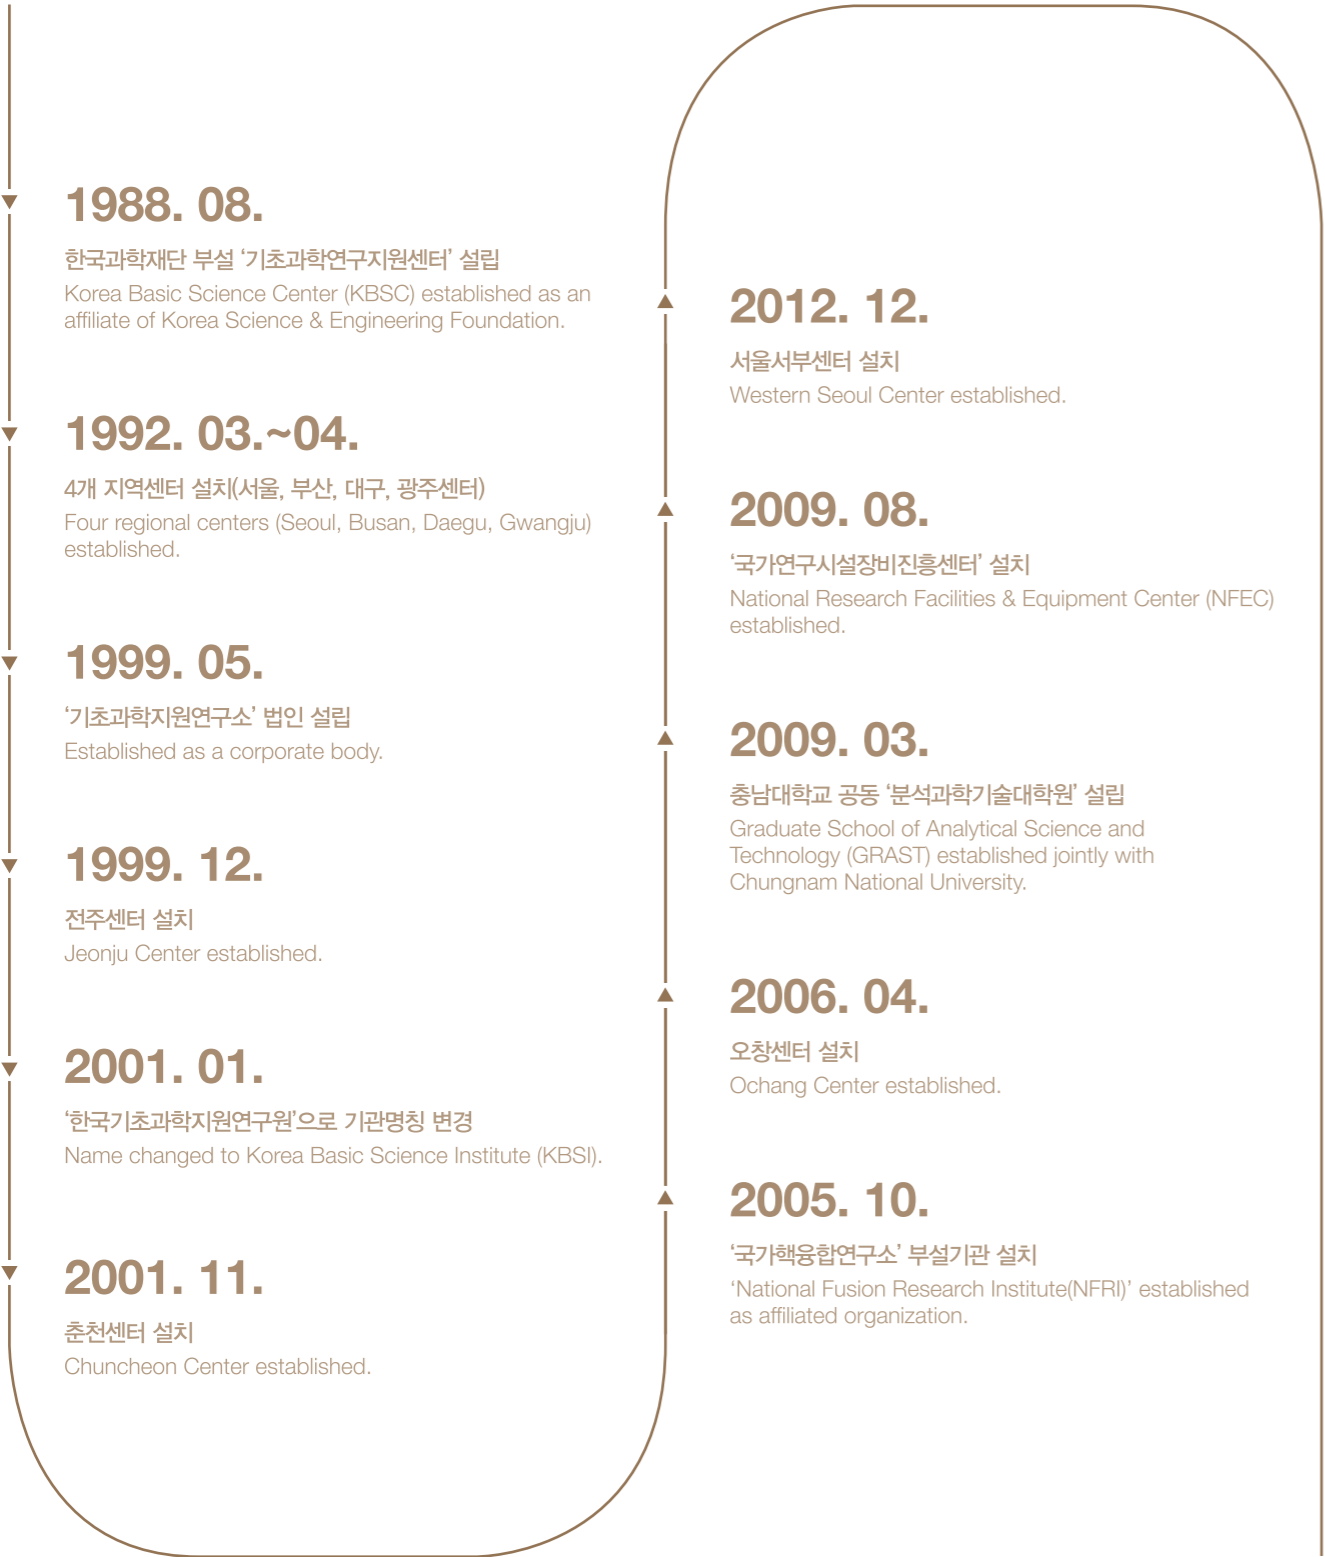 1988. 08.
한국과학재단 부설 ‘기초과학연구지원센터’ 설립
Korea Basic Science Center (KBSC) established as an
affiliate of Korea Science & Engineering Foundation.
1992. 03.~04.
4개 지역센터 설치(서울, 부산, 대구, 광주센터)
Four regional centers (Seoul, Busan, Daegu, Gwangju)
established.
1999. 05.
‘기초과학지원연구소’ 법인 설립
Established as a corporate body.
1999. 12.
전주센터 설치
Jeonju Center established.
2001. 01.
‘한국기초과학지원연구원’으로 기관명칭 변경
Name changed to Korea Basic Science Institute (KBSI).
2001. 11.
춘천센터 설치
Chuncheon Center established.
2012. 12.
서울서부센터 설치
Western Seoul Center established.
2009. 08.
‘국가연구시설장비진흥센터’ 설치
National Research Facilities & Equipment Center (NFEC)
established.
2009. 03.
충남대학교 공동 ‘분석과학기술대학원’ 설립
Graduate School of Analytical Science and
Technology (GRAST) established jointly with
Chungnam National University.
2006. 04.
오창센터 설치
Ochang Center established.
2005. 10.
‘국가핵융합연구소’ 부설기관 설치
‘National Fusion Research Institute(NFRI)’ established
as affiliated organization.